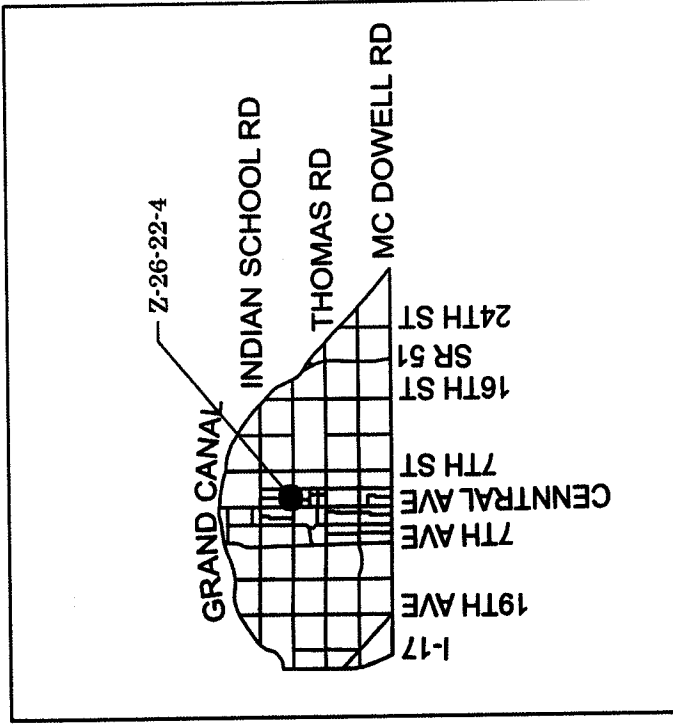 Z-26-22-4
GRAND CANAL
INDIAN SCHOOL RD
THOMAS RD
MC DOWELL RD
I-17
19TH AVE
7TH AVE
CENNTRAL AVE
7TH ST
16TH ST
SR 51
24TH ST